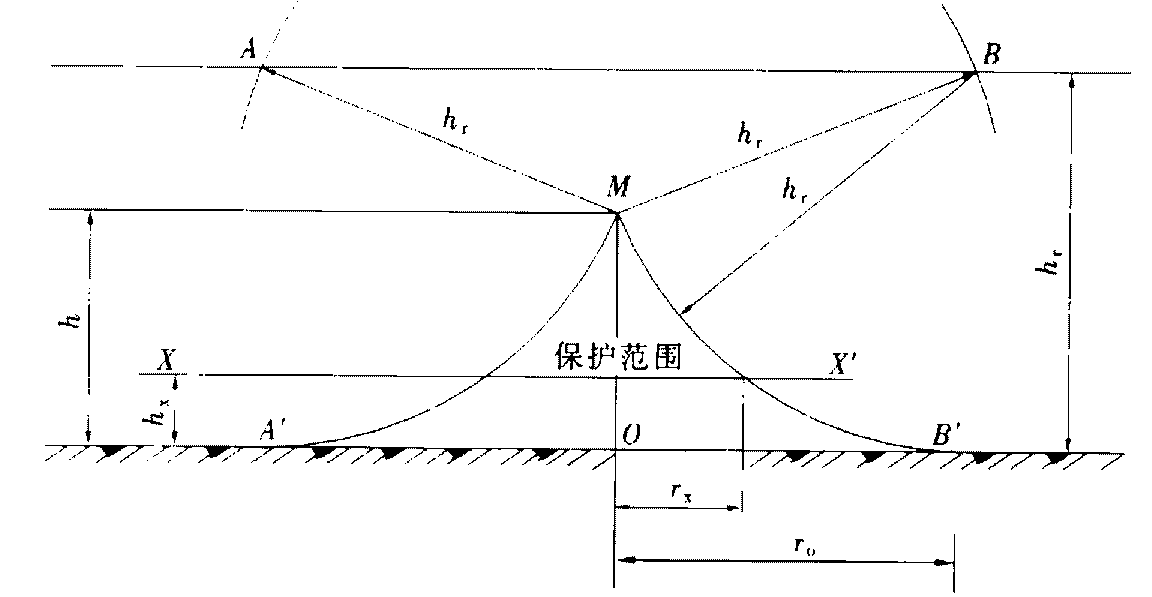 A
B
h_r
h_r
M
h_r
h_r
h
保护范围
X
X′
h_x
A′
O
B′
r_x
r_o